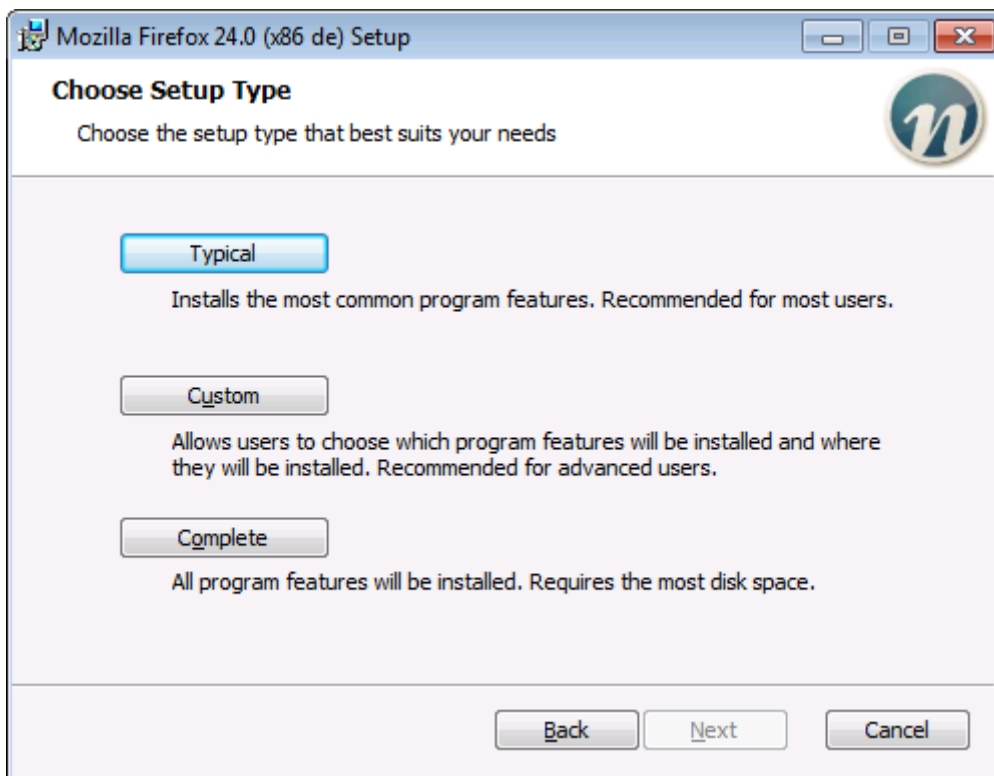 Mozilla Firefox 24.0 (x86 de) Setup
Choose Setup Type
Choose the setup type that best suits your needs
n
Typical
Installs the most common program features. Recommended for most users.
Custom
Allows users to choose which program features will be installed and where
they will be installed. Recommended for advanced users.
Complete
All program features will be installed. Requires the most disk space.
Back Next Cancel